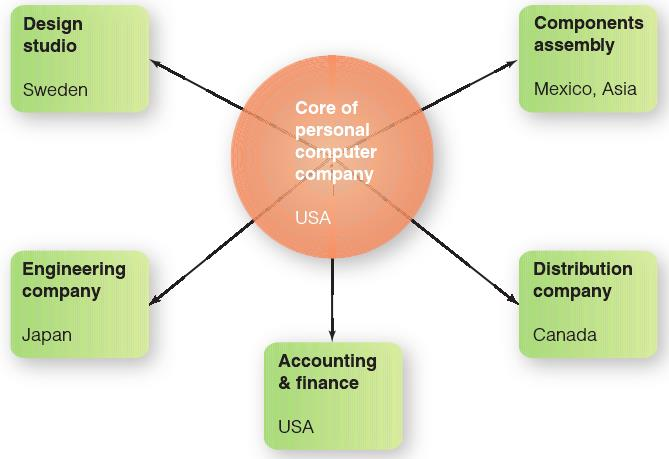 Design
studio
Sweden
Components
assembly
Mexico, Asia
Core of
personal
computer
company
USA
Engineering
company
Japan
Distribution
company
Canada
Accounting
& finance
USA